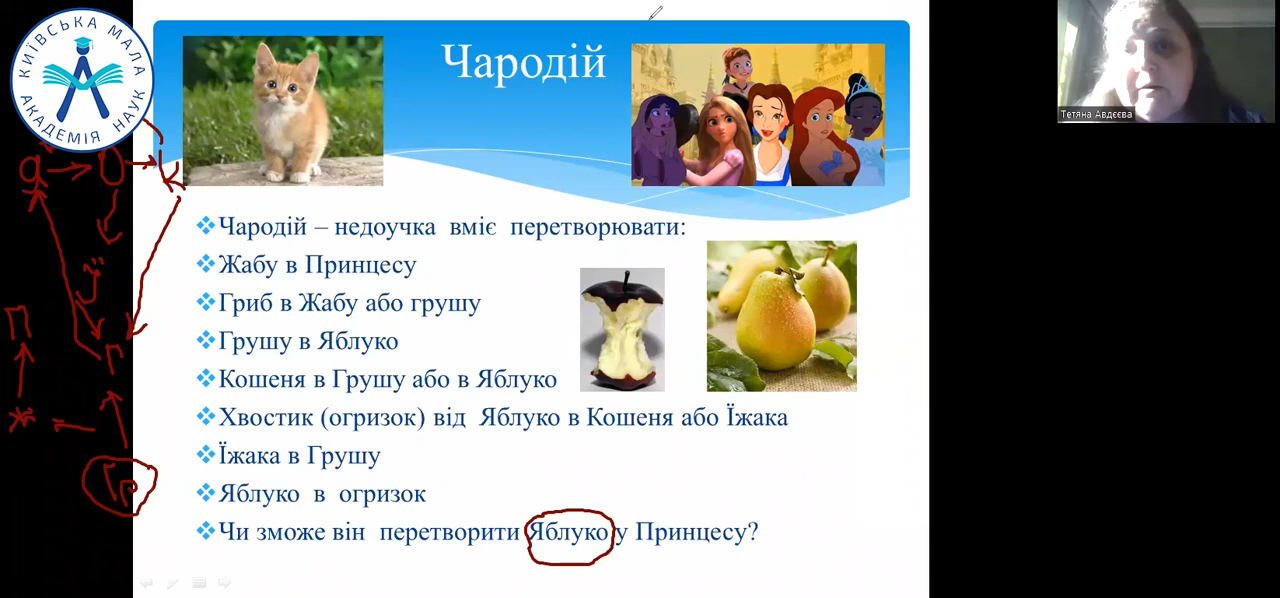 КИЇВСЬКА МАЛА
АКАДЕМІЯ НАУК
Чародій
Тетяна Авдєєва
Чародій – недоучка вміє перетворювати:
Жабу в Принцесу
Гриб в Жабу або грушу
Грушу в Яблуко
Кошеня в Грушу або в Яблуко
Хвостик (огризок) від Яблуко в Кошеня або Їжака
Їжака в Грушу
Яблуко в огризок
Чи зможе він перетворити Яблуко у Принцесу?